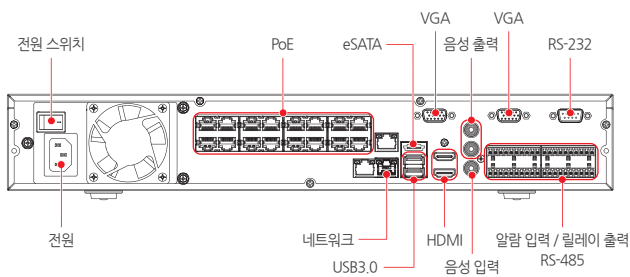 VGA
VGA
전원 스위치
PoE
eSATA
음성 출력
RS-232
전원
네트워크
HDMI
알람 입력 / 릴레이 출력
RS-485
USB3.0
음성 입력